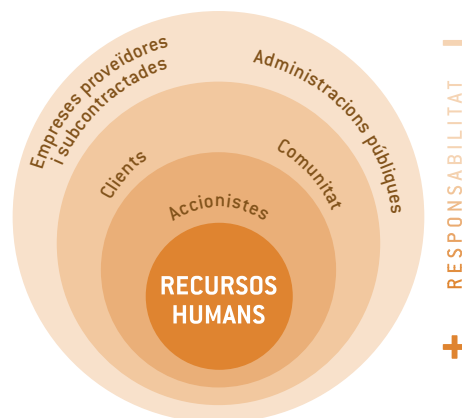 Empreses proveïdores
i subcontractades
Administracions públiques
Clients
Comunitat
Accionistes
RECURSOS
HUMANS
RESPONSABILITAT